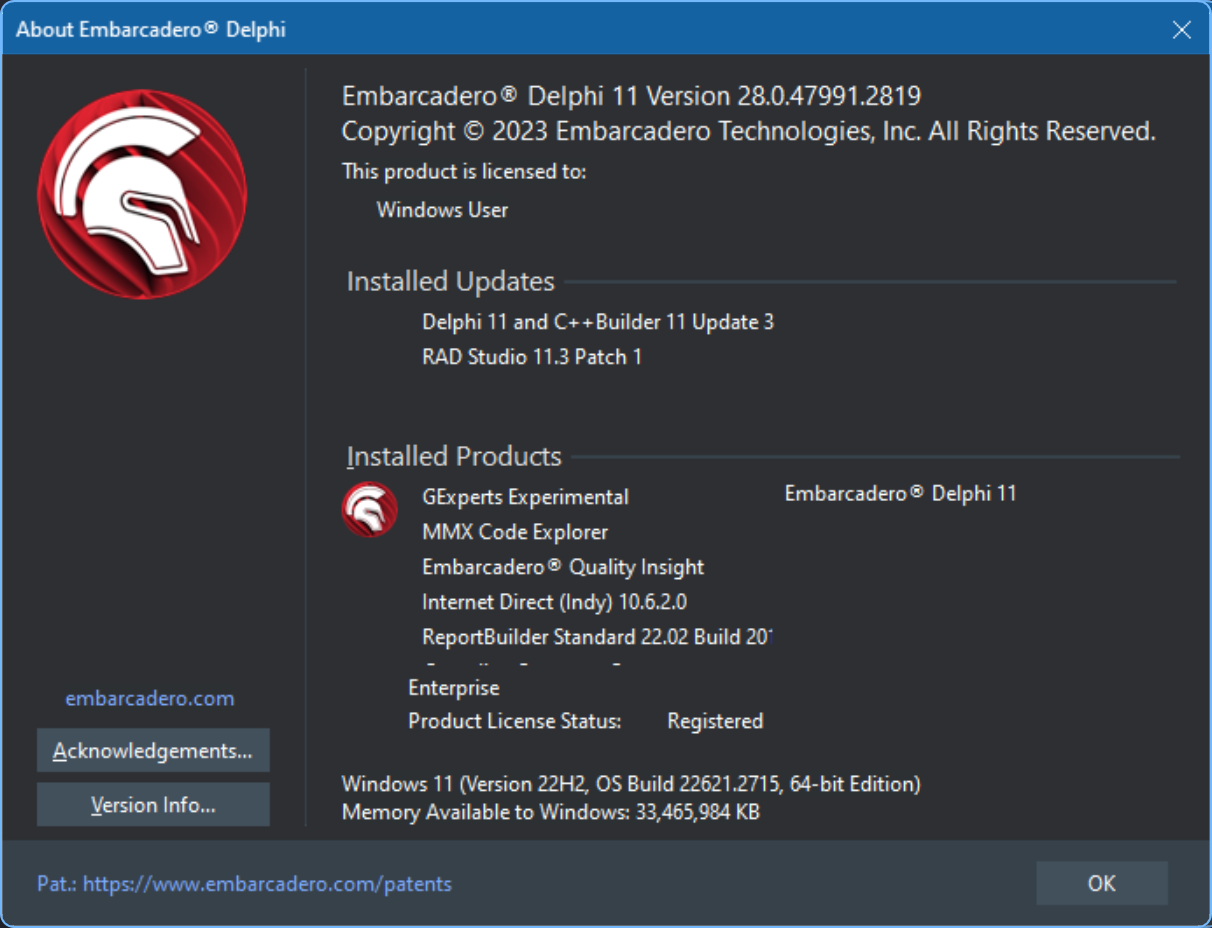 About Embarcadero® Delphi
Embarcadero® Delphi 11 Version 28.0.47991.2819
Copyright © 2023 Embarcadero Technologies, Inc. All Rights Reserved.
This product is licensed to:
Windows User
Installed Updates
Delphi 11 and C++Builder 11 Update 3
RAD Studio 11.3 Patch 1
Installed Products
GExperts Experimental
MMX Code Explorer
Embarcadero® Quality Insight
Internet Direct (Indy) 10.6.2.0
ReportBuilder Standard 22.02 Build
Embarcadero® Delphi 11
Enterprise
Product License Status: Registered
Windows 11 (Version 22H2, OS Build 22621.2715, 64-bit Edition)
Memory Available to Windows: 33,465,984 KB
embarcadero.com
Acknowledgements...
Version Info...
Pat.: https://www.embarcadero.com/patents
OK